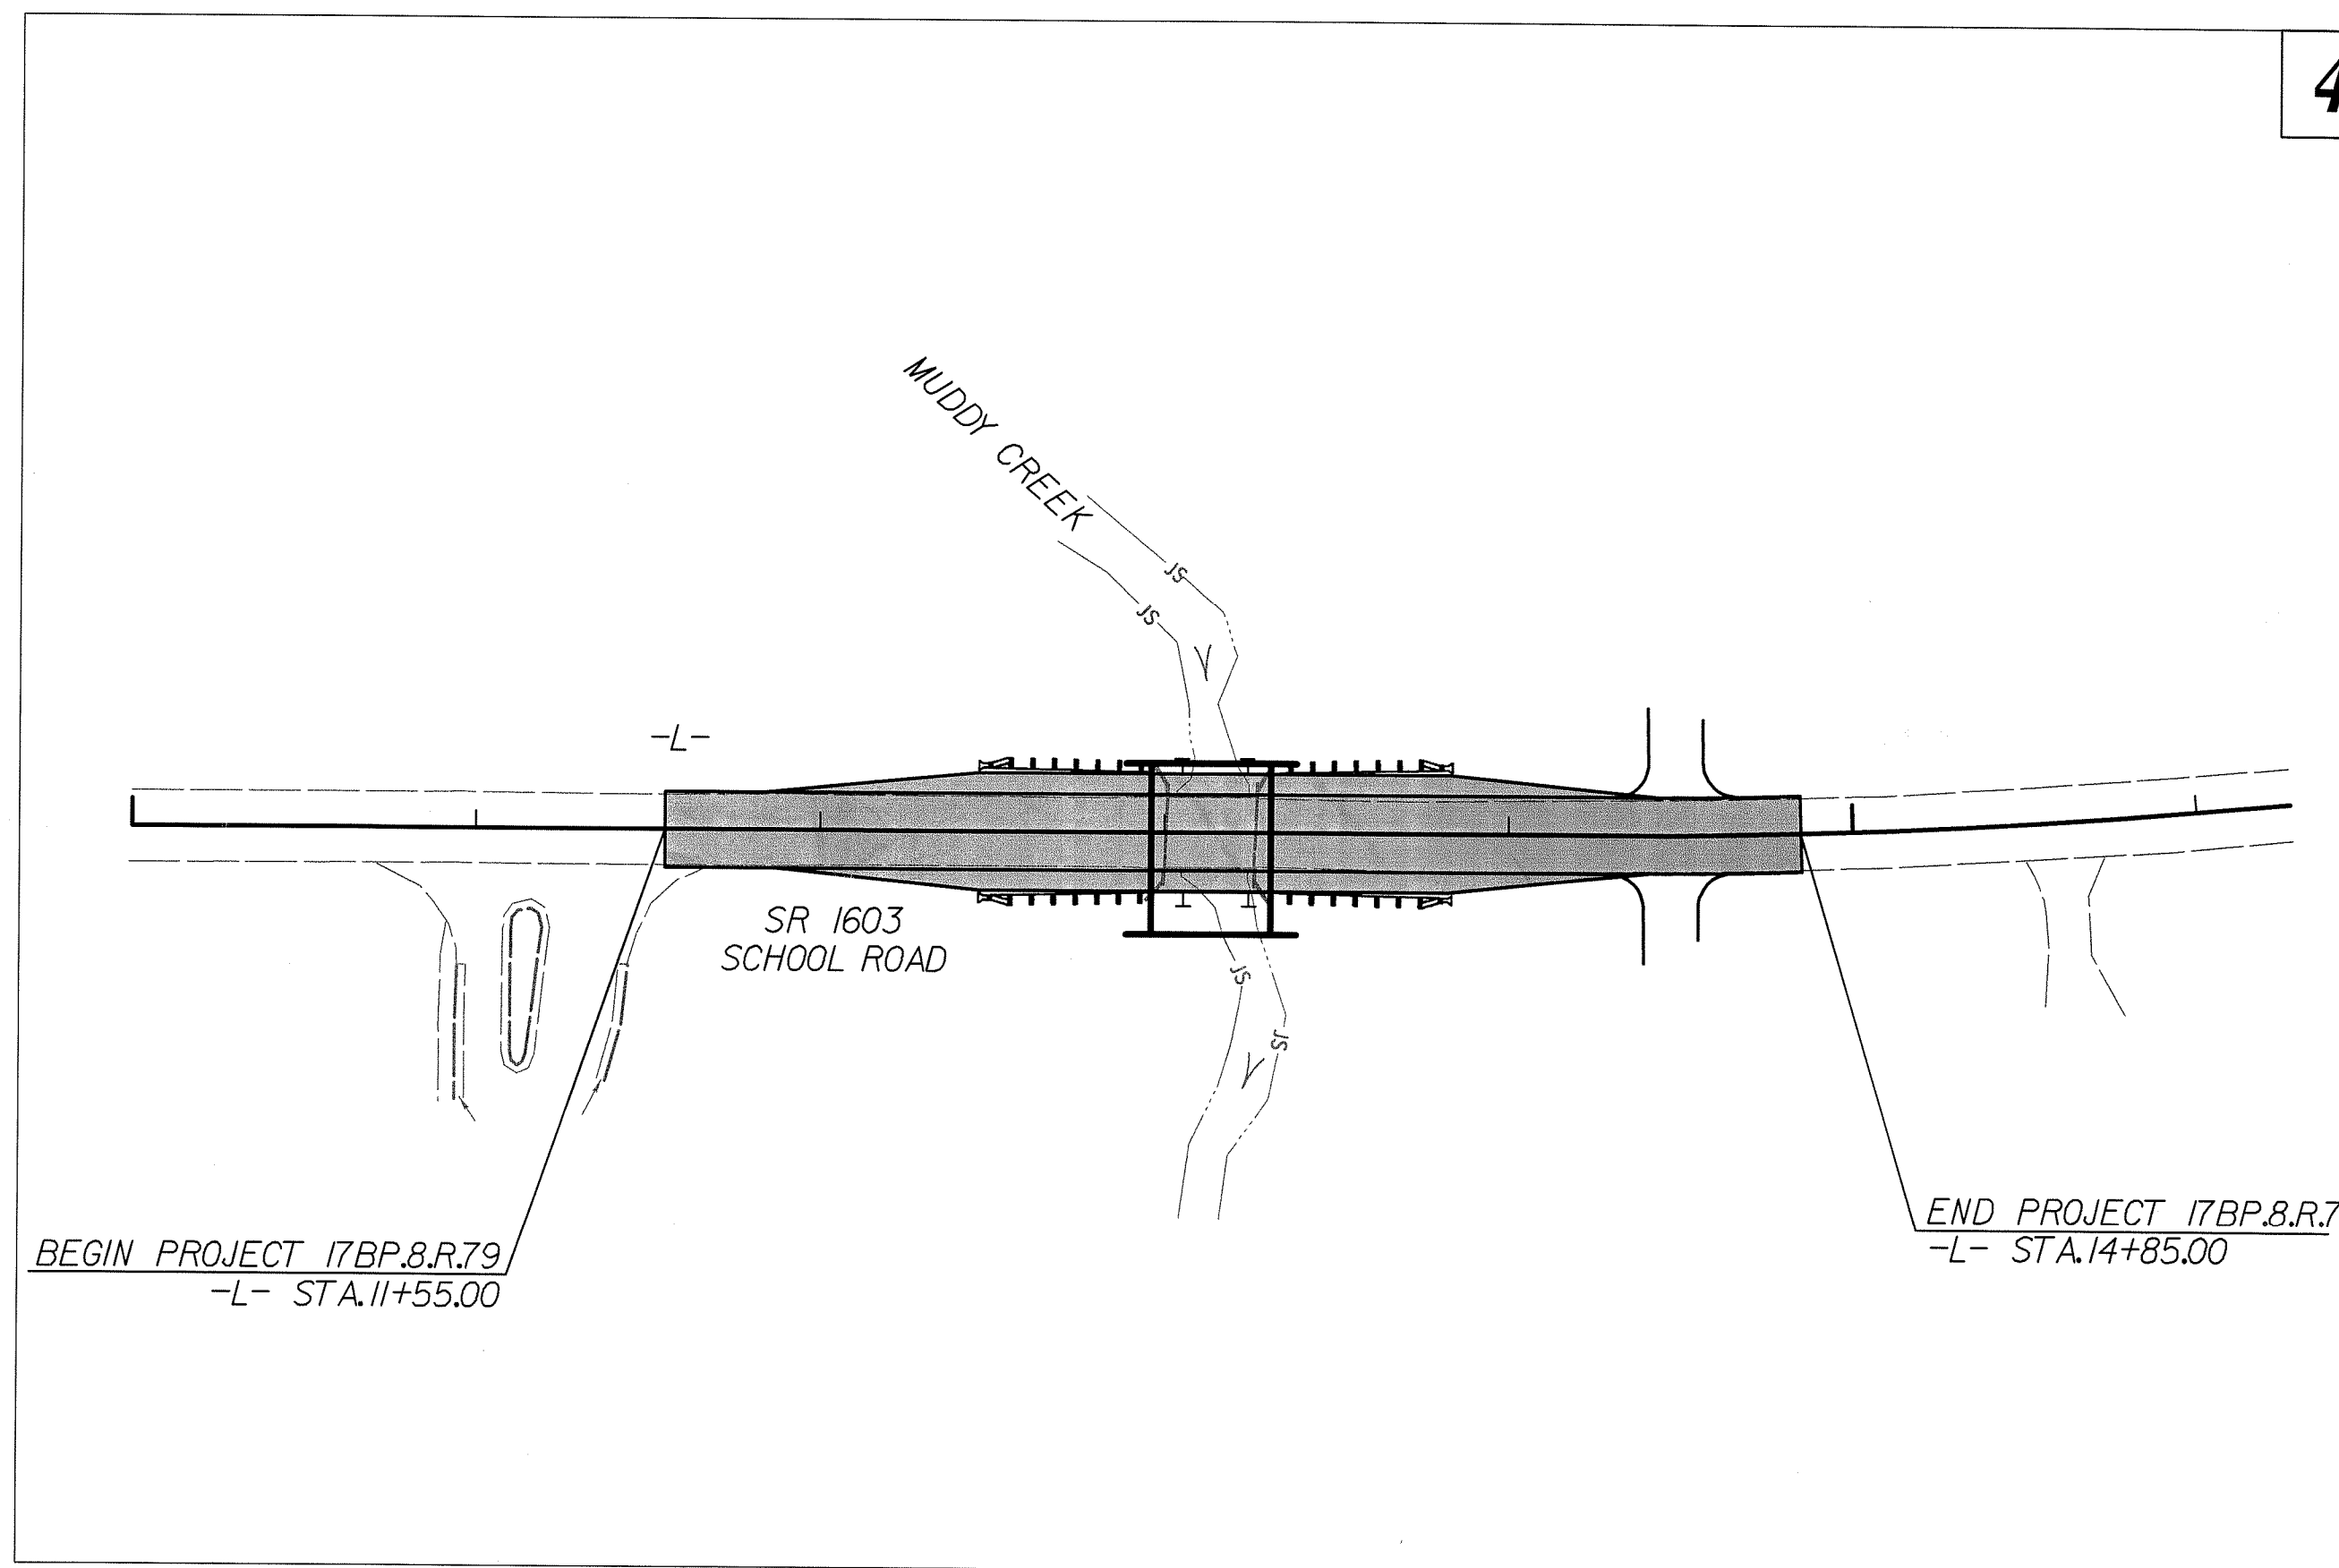 4
MUDDY CREEK
JS
JS
-L-
SR 1603
SCHOOL ROAD
JS
JS
BEGIN PROJECT 17BP.8.R.79
-L- STA.11+55.00
END PROJECT 17BP.8.R.7
-L- STA.14+85.00